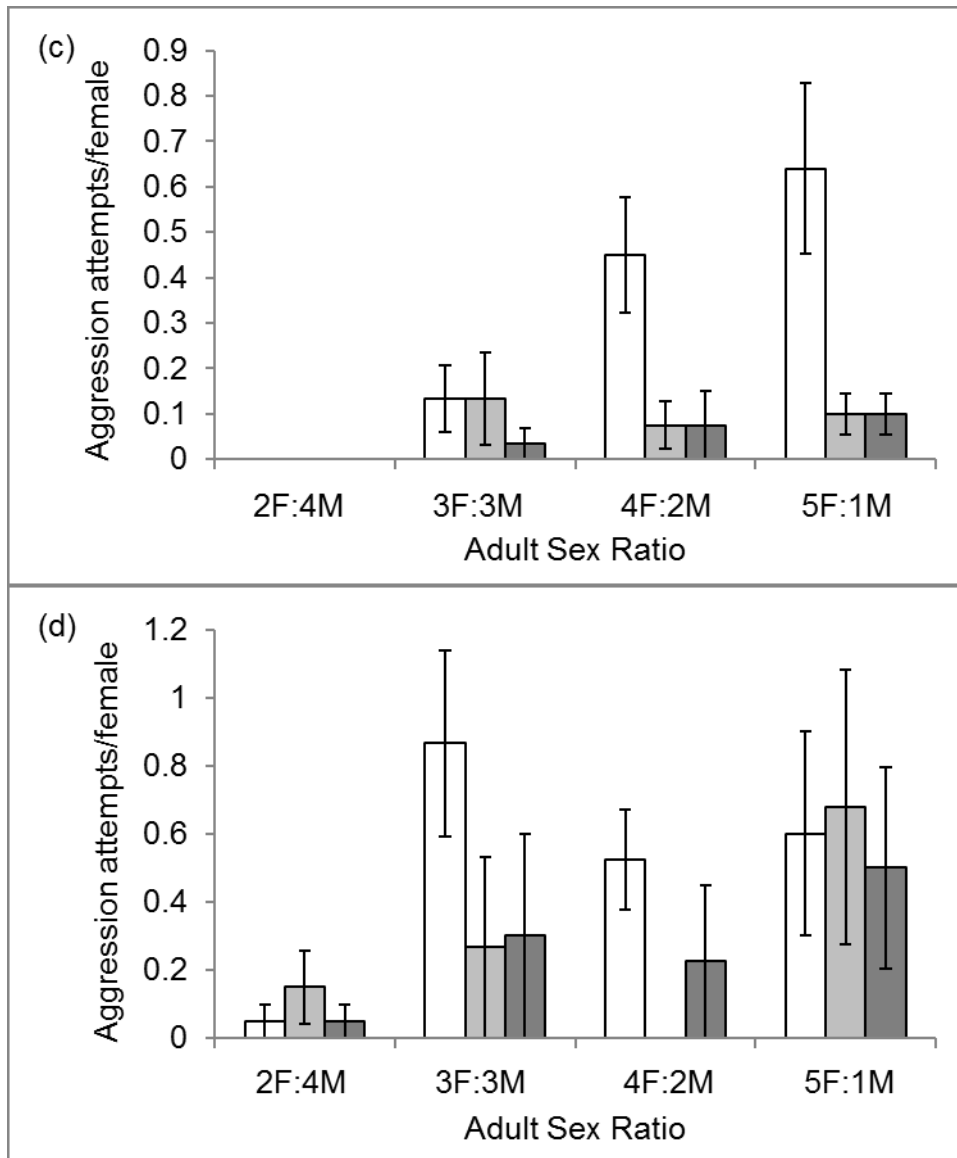 (c)
Aggression attempts/female
0.9
0.8
0.7
0.6
0.5
0.4
0.3
0.2
0.1
0
2F:4M 3F:3M 4F:2M 5F:1M
Adult Sex Ratio
(d)
Aggression attempts/female
1.2
1
0.8
0.6
0.4
0.2
0
2F:4M 3F:3M 4F:2M 5F:1M
Adult Sex Ratio